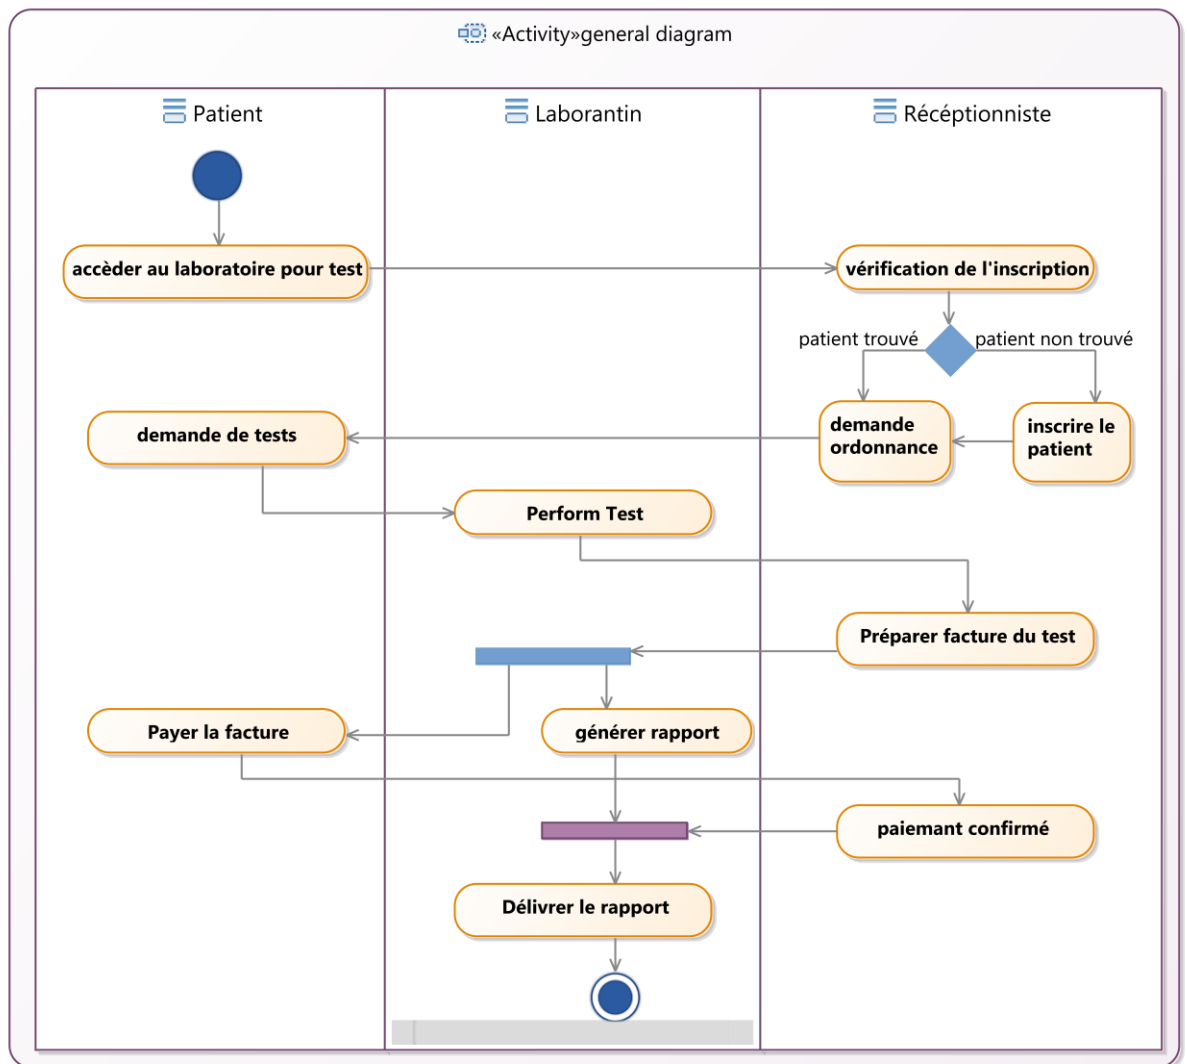 «Activity»general diagram
Patient
Laborantin
Récéptionniste
accèder au laboratoire pour test
vérification de l'inscription
patient trouvé
patient non trouvé
demande de tests
demande
ordonnance
inscrire le
patient
Perform Test
Préparer facture du test
Payer la facture
générer rapport
paiemant confirmé
Délivrer le rapport